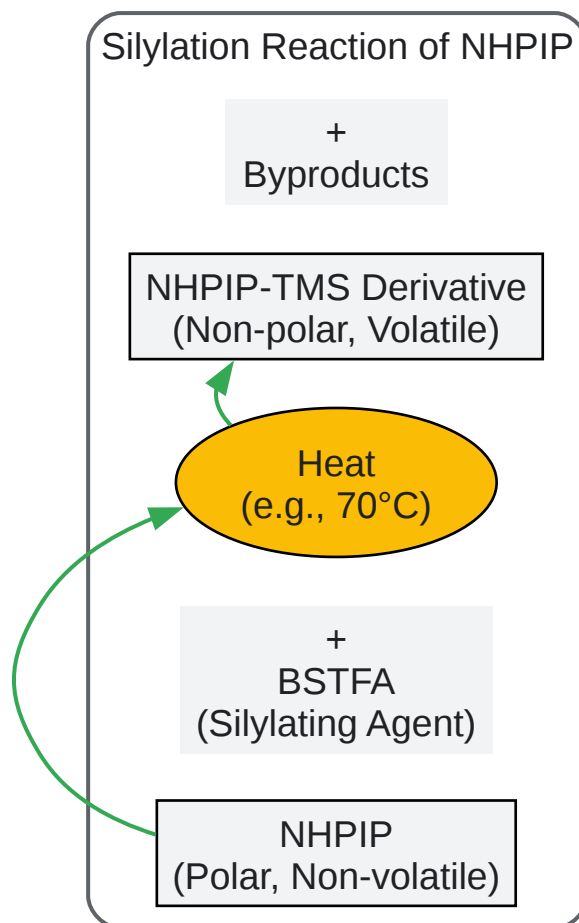 Silylation Reaction of NHPIP
+
Byproducts
NHPIP-TMS Derivative
(Non-polar, Volatile)
Heat
(e.g., 70°C)
+
BSTFA
(Silylating Agent)
NHPIP
(Polar, Non-volatile)